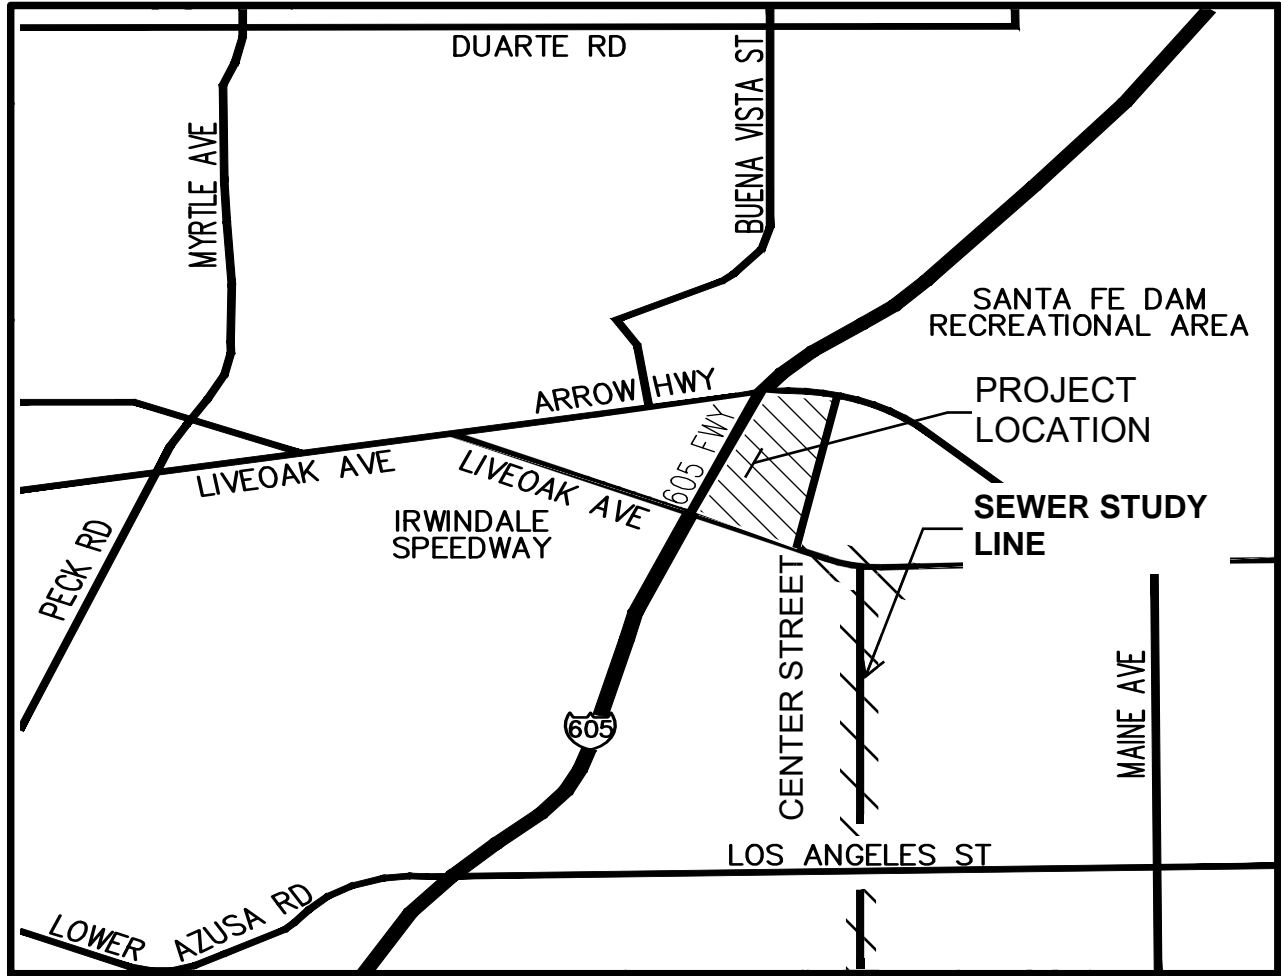 DUARTE RD
BUENA VISTA ST
MYRTLE AVE
SANTA FE DAM
RECREATIONAL AREA
ARROW HWY
PROJECT
LOCATION
605 FWY
LIVEOAK AVE
LIVEOAK AVE
SEWER STUDY
LINE
IRWINDALE
SPEEDWAY
PECK RD
CENTER STREET
MAINE AVE
605
LOS ANGELES ST
LOWER AZUSA RD